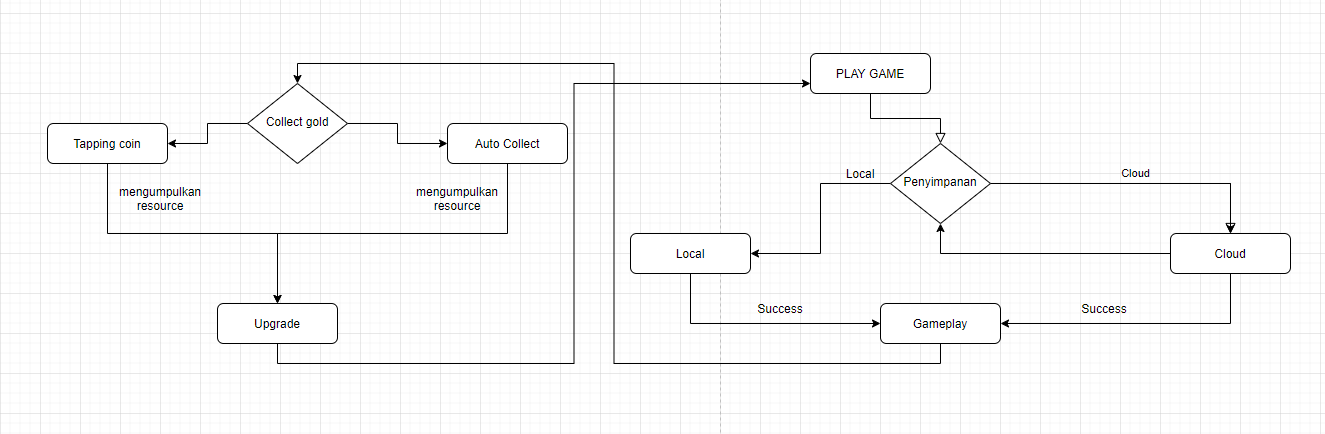 PLAY GAME
Collect gold
Tapping coin
Auto Collect
mengumpulkan
resource
mengumpulkan
resource
Local
Penyimpanan
Cloud
Local
Cloud
Success
Success
Upgrade
Gameplay